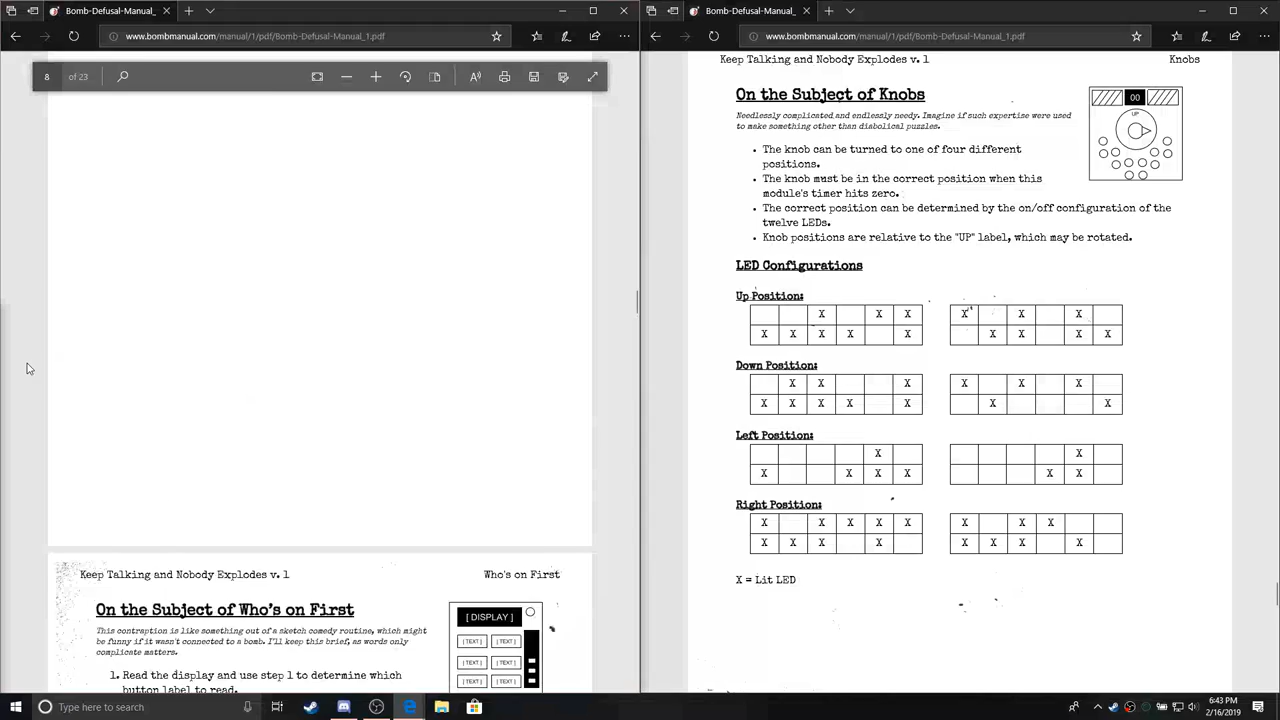 Bomb-Defusal-Manual_1
www.bombmanual.com/manual/1/pdf/Bomb-Defusal-Manual_1.pdf
8 of 23
Keep Talking and Nobody Explodes v. 1
Who's on First
On the Subject of Who's on First
This contraption is like something out of a sketch comedy routine, which might
be funny if it wasn't connected to a bomb. I'll keep this brief, as words only
complicate matters.
1. Read the display and use step 1 to determine which
button label to read.
[ DISPLAY ]
[ TEXT ] [ TEXT ]
[ TEXT ] [ TEXT ]
[ TEXT ] [ TEXT ]
Bomb-Defusal-Manual_1
www.bombmanual.com/manual/1/pdf/Bomb-Defusal-Manual_1.pdf
Keep Talking and Nobody Explodes v. 1
Knobs
On the Subject of Knobs
Needlessly complicated and endlessly needy. Imagine if such expertise were used
to make something other than diabolical puzzles.
00
UP
• The knob can be turned to one of four different
positions.
• The knob must be in the correct position when this
module's timer hits zero.
• The correct position can be determined by the on/off configuration of the
twelve LEDs.
• Knob positions are relative to the "UP" label, which may be rotated.
LED Configurations
Up Position:
X X X X X X
X X X X X X X X X
Down Position:
X X X X X X
X X X X X X X
Left Position:
X X
X X X X X X
Right Position:
X X X X X X X X
X X X X X X X X
X = Lit LED
Type here to search
6:43 PM
2/16/2019